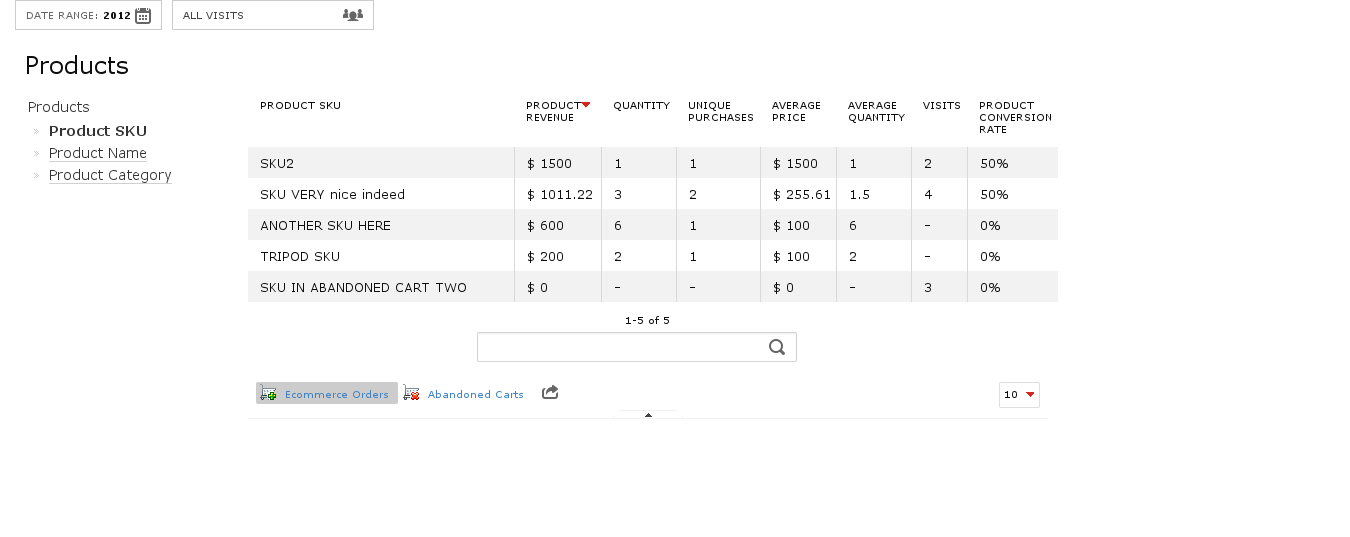 DATE RANGE: 2012 ALL VISITS
Products
Products
Product SKU
Product Name
Product Category
PRODUCT SKU PRODUCT REVENUE QUANTITY UNIQUE PURCHASES AVERAGE PRICE AVERAGE QUANTITY VISITS PRODUCT CONVERSION RATE
SKU2 $ 1500 1 1 $ 1500 1 2 50%
SKU VERY nice indeed $ 1011.22 3 2 $ 255.61 1.5 4 50%
ANOTHER SKU HERE $ 600 6 1 $ 100 6 - 0%
TRIPOD SKU $ 200 2 1 $ 100 2 - 0%
SKU IN ABANDONED CART TWO $ 0 - - $ 0 - 3 0%
1-5 of 5
Ecommerce Orders Abandoned Carts 10